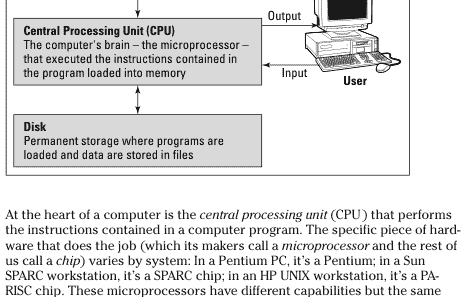 Output
Central Processing Unit (CPU)
The computer's brain – the microprocessor –
that executed the instructions contained in
the program loaded into memory
Input
User
Disk
Permanent storage where programs are
loaded and data are stored in files
At the heart of a computer is the central processing unit (CPU) that performs
the instructions contained in a computer program. The specific piece of hard-
ware that does the job (which its makers call a microprocessor and the rest of
us call a chip) varies by system: In a Pentium PC, it's a Pentium; in a Sun
SPARC workstation, it's a SPARC chip; in an HP UNIX workstation, it's a PA-
RISC chip. These microprocessors have different capabilities but the same